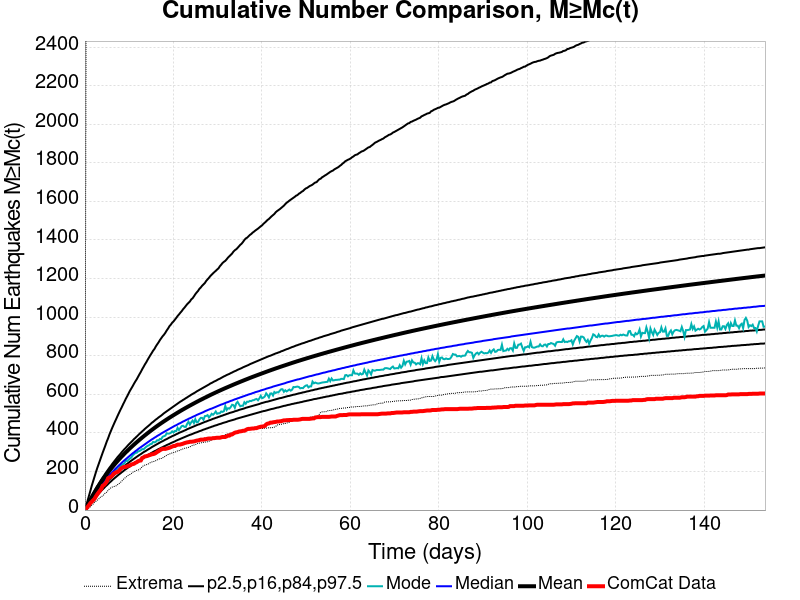 Cumulative Number Comparison, M≥Mc(t)
Cumulative Num Earthquakes M≥Mc(t)
2400
2200
2000
1800
1600
1400
1200
1000
800
600
400
200
0
0 20 40 60 80 100 120 140
Time (days)
Extrema p2.5,p16,p84,p97.5 Mode Median Mean ComCat Data